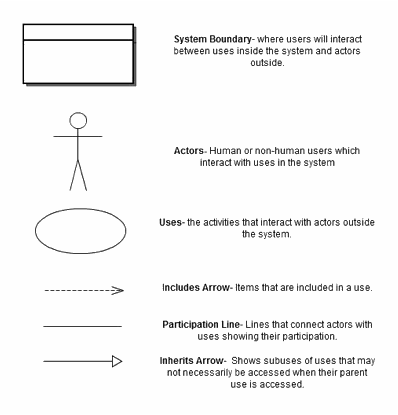 System Boundary- where users will interact
between uses inside the system and actors
outside.
Actors- Human or non-human users which
interact with uses in the system
Uses- the activities that interact with actors outside
the system.
Includes Arrow- Items that are included in a use.
Participation Line- Lines that connect actors with
uses showing their participation.
Inherits Arrow- Shows subuses of uses that may
not necessarily be accessed when their parent
use is accessed.